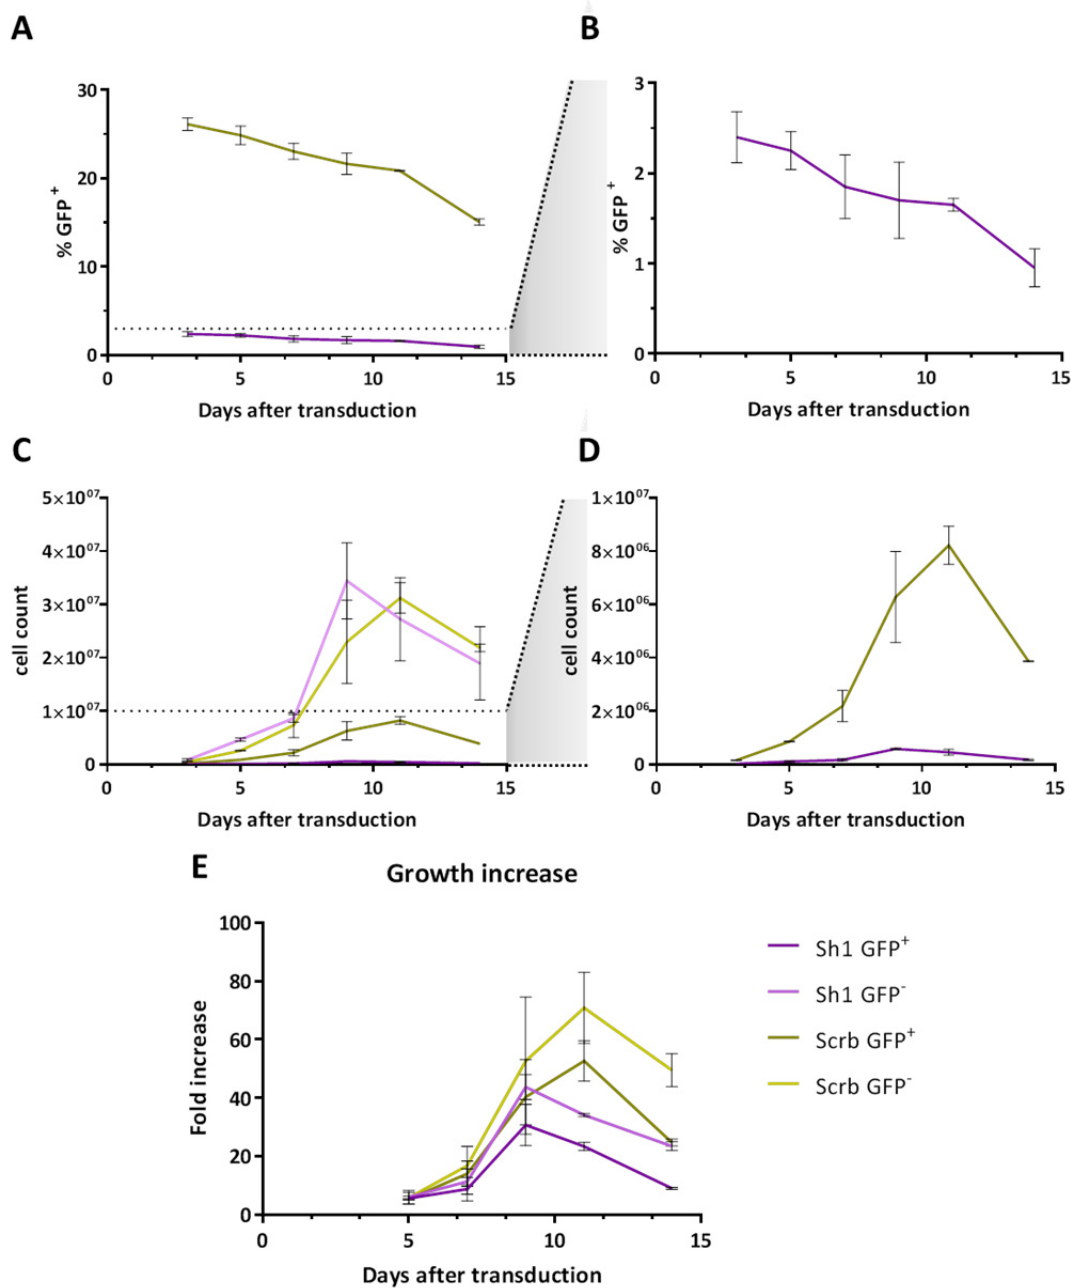 A
B
30
20
10
0
% GFP +
0 5 10 15
Days after transduction
3
2
1
0
% GFP +
0 5 10 15
Days after transduction
C
D
5×10⁰⁷
4×10⁰⁷
3×10⁰⁷
2×10⁰⁷
1×10⁰⁷
0
cell count
0 5 10 15
Days after transduction
1×10⁰⁷
8×10⁰⁶
6×10⁰⁶
4×10⁰⁶
2×10⁰⁶
0
cell count
0 5 10 15
Days after transduction
E
Growth increase
100
80
60
40
20
0
Fold increase
0 5 10 15
Days after transduction
Sh1 GFP⁺
Sh1 GFP⁻
Scrb GFP⁺
Scrb GFP⁻